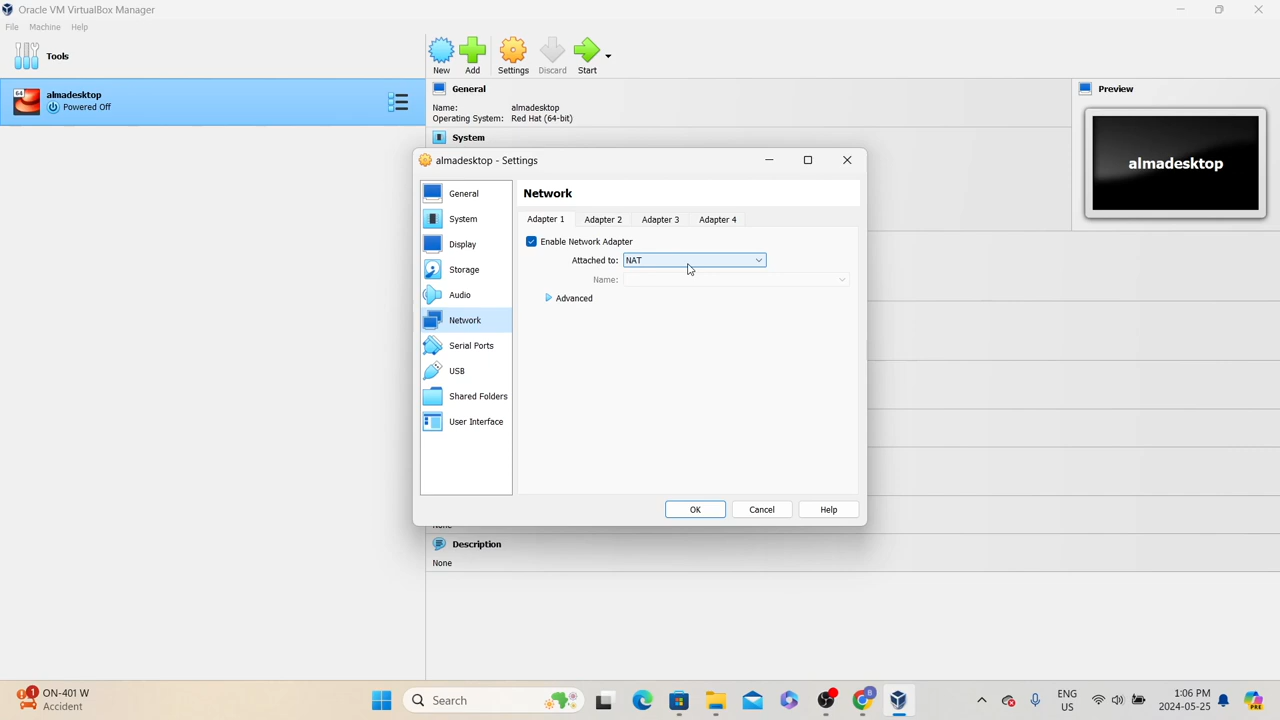 Oracle VM VirtualBox Manager
File Machine Help
Tools
New Add Settings Discard Start
64 almadesktop
Powered Off
General
Name: almadesktop
Operating System: Red Hat (64-bit)
System
Preview
almadesktop
almadesktop - Settings
General
System
Display
Storage
Audio
Network
Serial Ports
USB
Shared Folders
User Interface
Network
Adapter 1 Adapter 2 Adapter 3 Adapter 4
Enable Network Adapter
Attached to: NAT
Name:
Advanced
OK Cancel Help
None
Description
None
1 ON-401 W
Accident
Search
ENG
US
1:06 PM
2024-05-25